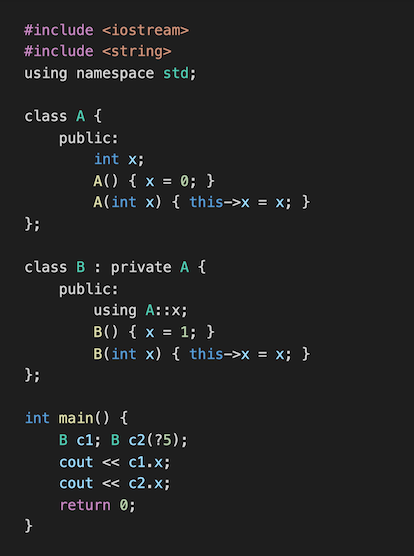 #include <iostream>
#include <string>
using namespace std;
class A {
public:
int x;
A() { x = 0; }
A(int x) { this->x = x; }
};
class B : private A {
public:
using A::x;
B() { x = 1; }
B(int x) { this->x = x; }
};
int main() {
B c1; B c2(?5);
cout << c1.x;
cout << c2.x;
return 0;
}